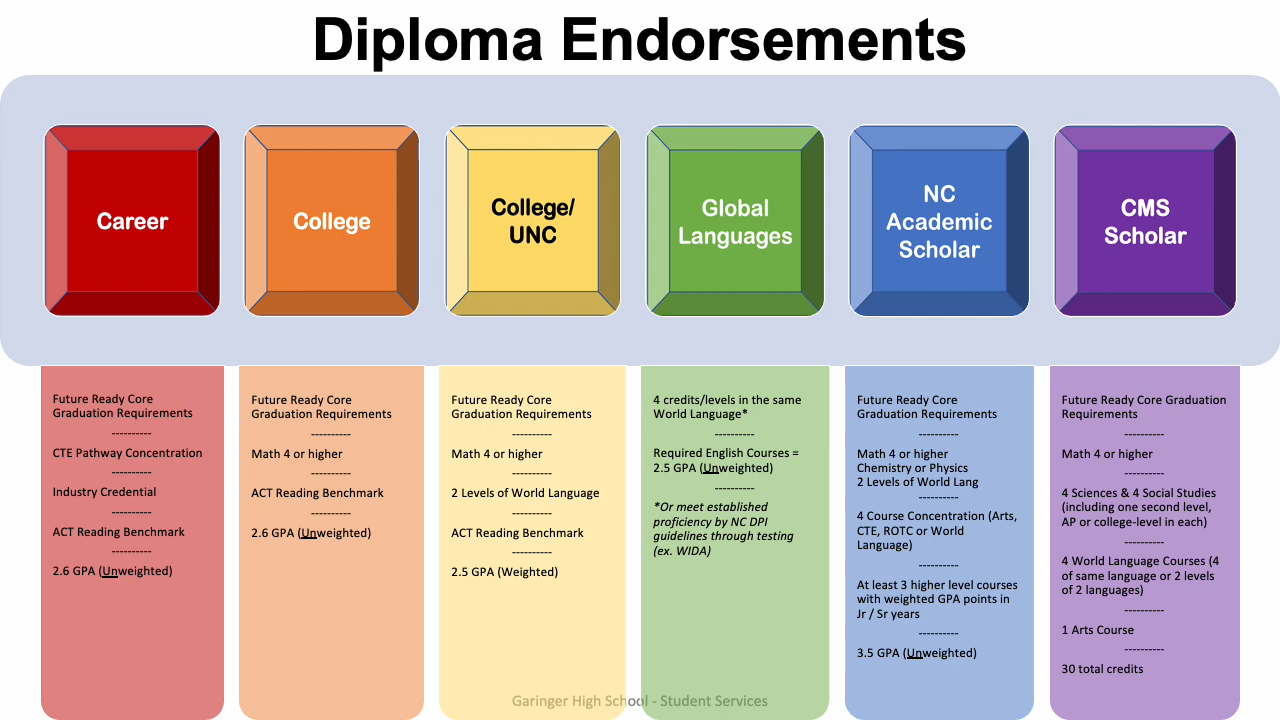 Diploma Endorsements
Career
College
College/
UNC
Global
Languages
NC
Academic
Scholar
CMS
Scholar
Future Ready Core
Graduation Requirements
----------
CTE Pathway Concentration
----------
Industry Credential
----------
ACT Reading Benchmark
----------
2.6 GPA (Unweighted)
Future Ready Core
Graduation Requirements
----------
Math 4 or higher
----------
ACT Reading Benchmark
----------
2.6 GPA (Unweighted)
Future Ready Core
Graduation Requirements
----------
Math 4 or higher
----------
2 Levels of World Language
----------
ACT Reading Benchmark
----------
2.5 GPA (Weighted)
4 credits/levels in the same
World Language*
----------
Required English Courses =
2.5 GPA (Unweighted)
----------
*Or meet established
proficiency by NC DPI
guidelines through testing
(ex. WIDA)
Future Ready Core
Graduation Requirements
----------
Math 4 or higher
Chemistry or Physics
2 Levels of World Lang
----------
4 Course Concentration (Arts,
CTE, ROTC or World
Language)
----------
At least 3 higher level courses
with weighted GPA points in
Jr / Sr years
----------
3.5 GPA (Unweighted)
Future Ready Core Graduation
Requirements
----------
Math 4 or higher
----------
4 Sciences & 4 Social Studies
(including one second level,
AP or college-level in each)
----------
4 World Language Courses (4
of same language or 2 levels
of 2 languages)
----------
1 Arts Course
----------
30 total credits
Garinger High School - Student Services